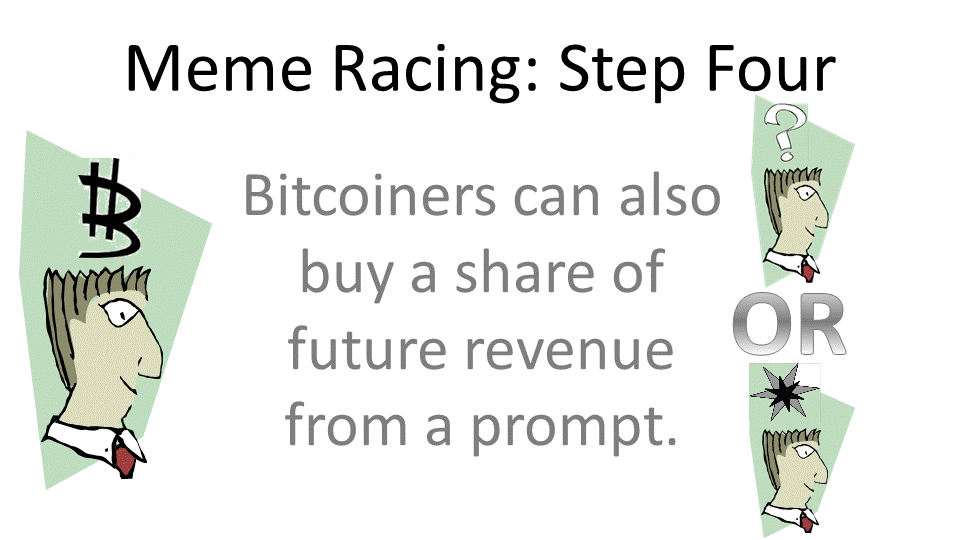 Meme Racing: Step Four
Bitcoiners can also
buy a share of
future revenue
from a prompt.
?
OR